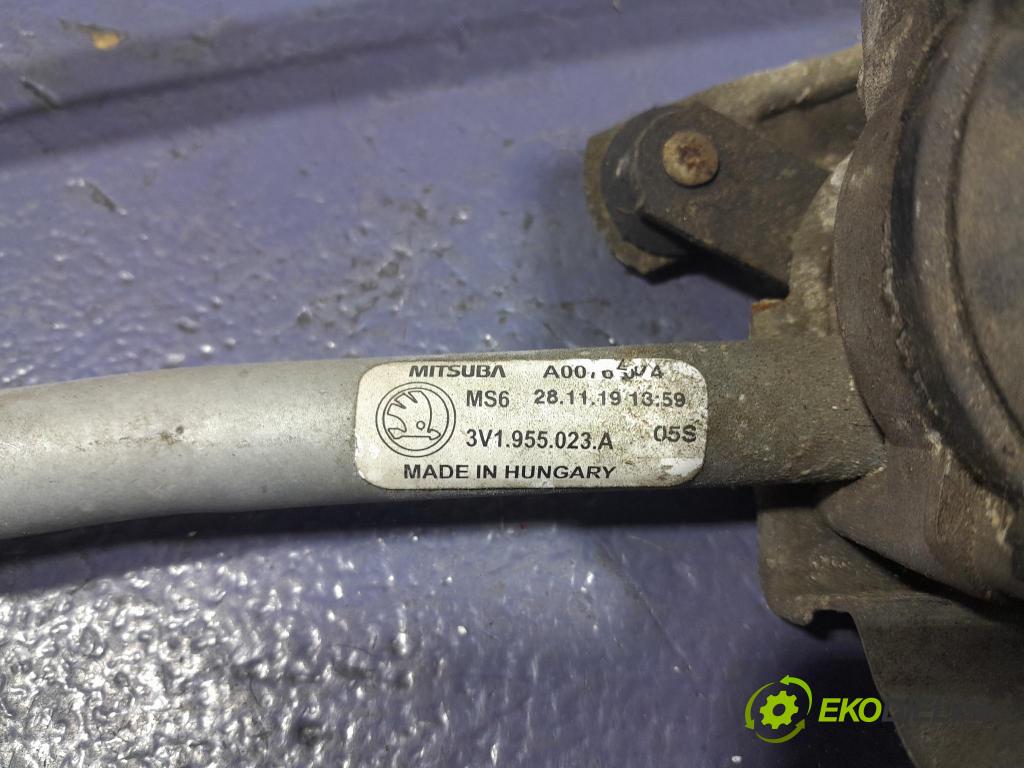 MITSUBA
MS6 28.11.19 13:59
3V1.955.023.A 05S
MADE IN HUNGARY